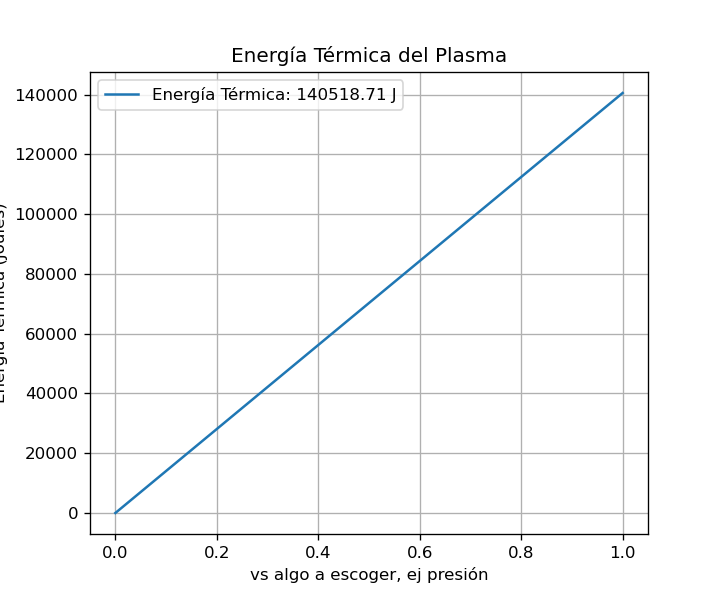 Energía Térmica del Plasma
Energía Térmica: 140518.71 J
140000
120000
100000
80000
60000
40000
20000
0
0.0 0.2 0.4 0.6 0.8 1.0
vs algo a escoger, ej presión